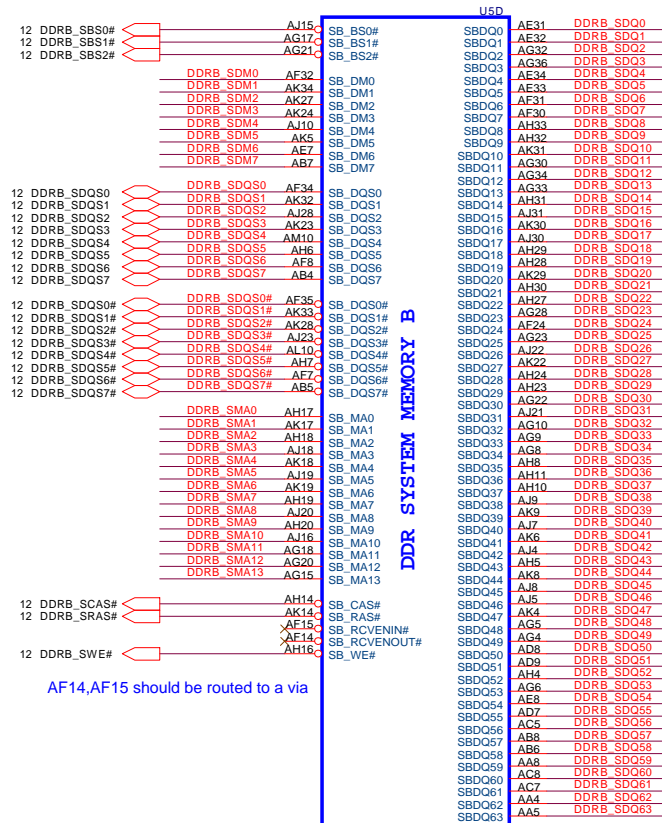 U5D
12 DDRB_SBS0# AJ15 SB_BS0#
12 DDRB_SBS1# AG17 SB_BS1#
12 DDRB_SBS2# AG21 SB_BS2#
DDRB_SDM0 AF32 SB_DM0
DDRB_SDM1 AK34 SB_DM1
DDRB_SDM2 AK27 SB_DM2
DDRB_SDM3 AK24 SB_DM3
DDRB_SDM4 AJ10 SB_DM4
DDRB_SDM5 AK5 SB_DM5
DDRB_SDM6 AE7 SB_DM6
DDRB_SDM7 AB7 SB_DM7
12 DDRB_SDQS0 DDRB_SDQS0 AF34 SB_DQS0
12 DDRB_SDQS1 DDRB_SDQS1 AK32 SB_DQS1
12 DDRB_SDQS2 DDRB_SDQS2 AJ28 SB_DQS2
12 DDRB_SDQS3 DDRB_SDQS3 AK23 SB_DQS3
12 DDRB_SDQS4 DDRB_SDQS4 AM10 SB_DQS4
12 DDRB_SDQS5 DDRB_SDQS5 AH6 SB_DQS5
12 DDRB_SDQS6 DDRB_SDQS6 AF8 SB_DQS6
12 DDRB_SDQS7 DDRB_SDQS7 AB4 SB_DQS7
12 DDRB_SDQS0# DDRB_SDQS0# AF35 SB_DQS0#
12 DDRB_SDQS1# DDRB_SDQS1# AK33 SB_DQS1#
12 DDRB_SDQS2# DDRB_SDQS2# AK28 SB_DQS2#
12 DDRB_SDQS3# DDRB_SDQS3# AJ23 SB_DQS3#
12 DDRB_SDQS4# DDRB_SDQS4# AL10 SB_DQS4#
12 DDRB_SDQS5# DDRB_SDQS5# AH7 SB_DQS5#
12 DDRB_SDQS6# DDRB_SDQS6# AF7 SB_DQS6#
12 DDRB_SDQS7# DDRB_SDQS7# AB5 SB_DQS7#
DDRB_SMA0 AH17 SB_MA0
DDRB_SMA1 AK17 SB_MA1
DDRB_SMA2 AH18 SB_MA2
DDRB_SMA3 AJ18 SB_MA3
DDRB_SMA4 AK18 SB_MA4
DDRB_SMA5 AJ19 SB_MA5
DDRB_SMA6 AK19 SB_MA6
DDRB_SMA7 AH19 SB_MA7
DDRB_SMA8 AJ20 SB_MA8
DDRB_SMA9 AH20 SB_MA9
DDRB_SMA10 AJ16 SB_MA10
DDRB_SMA11 AG18 SB_MA11
DDRB_SMA12 AG20 SB_MA12
DDRB_SMA13 AG15 SB_MA13
12 DDRB_SCAS# AH14 SB_CAS#
12 DDRB_SRAS# AK14 SB_RAS#
AF15 SB_RCVENIN#
AF14 SB_RCVENOUT#
12 DDRB_SWE# AH16 SB_WE#
AF14,AF15 should be routed to a via
DDR SYSTEM MEMORY B
SBDQ0 AE31 DDRB_SDQ0
SBDQ1 AE32 DDRB_SDQ1
SBDQ2 AG32 DDRB_SDQ2
SBDQ3 AG36 DDRB_SDQ3
SBDQ4 AE34 DDRB_SDQ4
SBDQ5 AE33 DDRB_SDQ5
SBDQ6 AF31 DDRB_SDQ6
SBDQ7 AF30 DDRB_SDQ7
SBDQ8 AH33 DDRB_SDQ8
SBDQ9 AH32 DDRB_SDQ9
SBDQ10 AK31 DDRB_SDQ10
SBDQ11 AG30 DDRB_SDQ11
SBDQ12 AG34 DDRB_SDQ12
SBDQ13 AG33 DDRB_SDQ13
SBDQ14 AH31 DDRB_SDQ14
SBDQ15 AJ31 DDRB_SDQ15
SBDQ16 AK30 DDRB_SDQ16
SBDQ17 AJ30 DDRB_SDQ17
SBDQ18 AH29 DDRB_SDQ18
SBDQ19 AH28 DDRB_SDQ19
SBDQ20 AK29 DDRB_SDQ20
SBDQ21 AH30 DDRB_SDQ21
SBDQ22 AH27 DDRB_SDQ22
SBDQ23 AG28 DDRB_SDQ23
SBDQ24 AF24 DDRB_SDQ24
SBDQ25 AG23 DDRB_SDQ25
SBDQ26 AJ22 DDRB_SDQ26
SBDQ27 AK22 DDRB_SDQ27
SBDQ28 AH24 DDRB_SDQ28
SBDQ29 AH23 DDRB_SDQ29
SBDQ30 AG22 DDRB_SDQ30
SBDQ31 AJ21 DDRB_SDQ31
SBDQ32 AG10 DDRB_SDQ32
SBDQ33 AG9 DDRB_SDQ33
SBDQ34 AG8 DDRB_SDQ34
SBDQ35 AH8 DDRB_SDQ35
SBDQ36 AH11 DDRB_SDQ36
SBDQ37 AH10 DDRB_SDQ37
SBDQ38 AJ9 DDRB_SDQ38
SBDQ39 AK9 DDRB_SDQ39
SBDQ40 AJ7 DDRB_SDQ40
SBDQ41 AK6 DDRB_SDQ41
SBDQ42 AJ4 DDRB_SDQ42
SBDQ43 AH5 DDRB_SDQ43
SBDQ44 AK8 DDRB_SDQ44
SBDQ45 AJ8 DDRB_SDQ45
SBDQ46 AJ5 DDRB_SDQ46
SBDQ47 AK4 DDRB_SDQ47
SBDQ48 AG5 DDRB_SDQ48
SBDQ49 AG4 DDRB_SDQ49
SBDQ50 AD8 DDRB_SDQ50
SBDQ51 AD9 DDRB_SDQ51
SBDQ52 AH4 DDRB_SDQ52
SBDQ53 AG6 DDRB_SDQ53
SBDQ54 AE8 DDRB_SDQ54
SBDQ55 AD7 DDRB_SDQ55
SBDQ56 AC5 DDRB_SDQ56
SBDQ57 AB8 DDRB_SDQ57
SBDQ58 AB6 DDRB_SDQ58
SBDQ59 AA8 DDRB_SDQ59
SBDQ60 AC8 DDRB_SDQ60
SBDQ61 AC7 DDRB_SDQ61
SBDQ62 AA4 DDRB_SDQ62
SBDQ63 AA5 DDRB_SDQ63